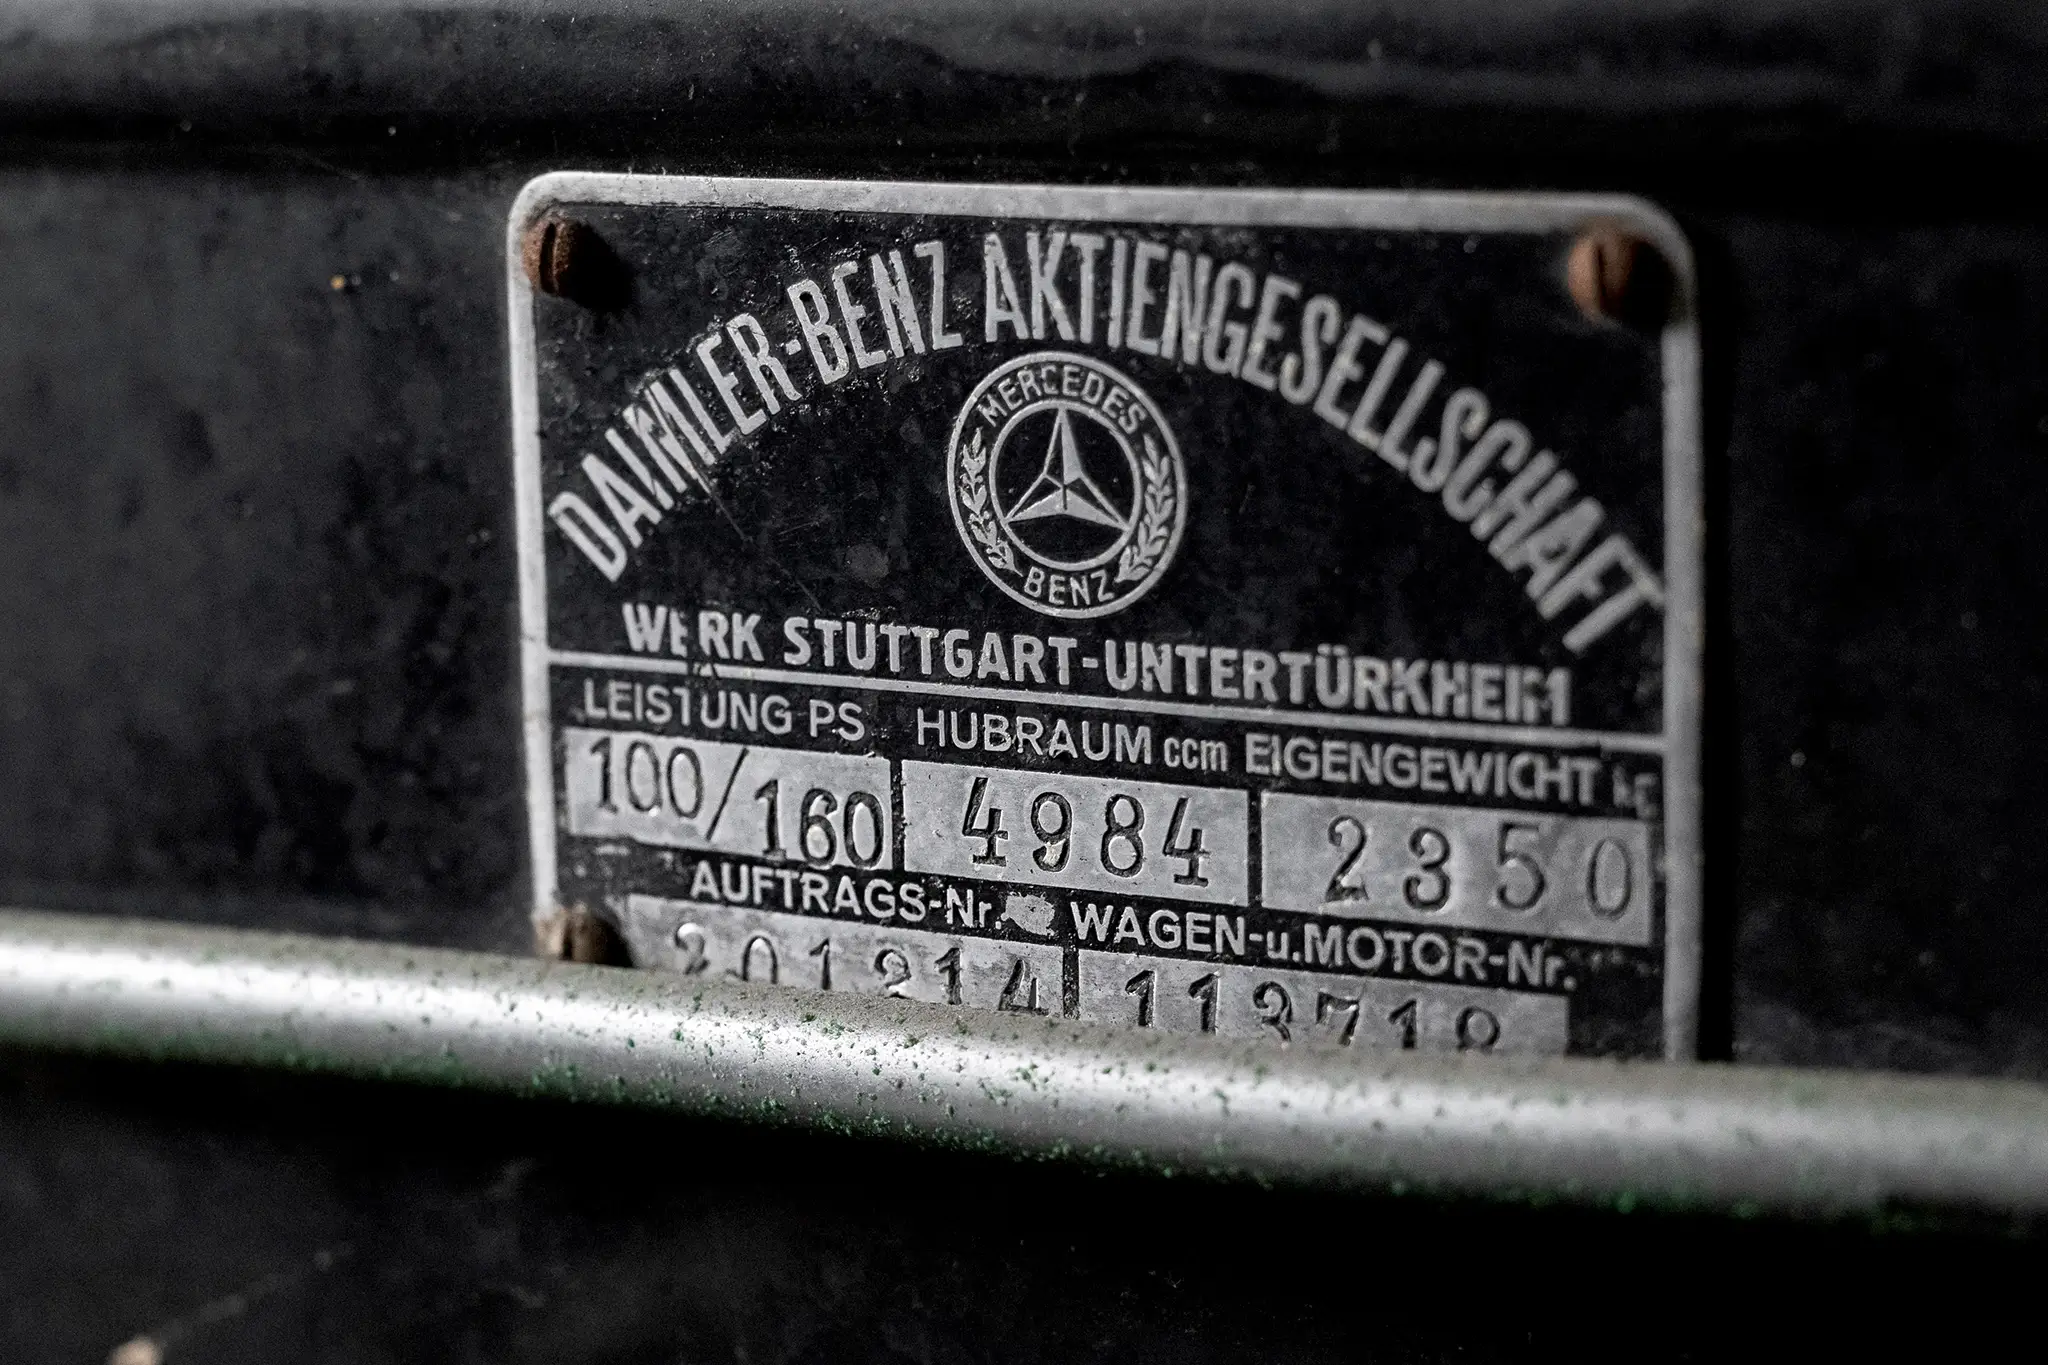 DAIMLER-BENZ AKTIENGESELLSCHAFT
MERCEDES
BENZ
WERK STUTTGART-UNTERTÜRKHEIM
LEISTUNG PS HUBRAUM ccm EIGENGEWICHT
100/160 4984 2350
AUFTRAGS-Nr. WAGEN-u.MOTOR-Nr.